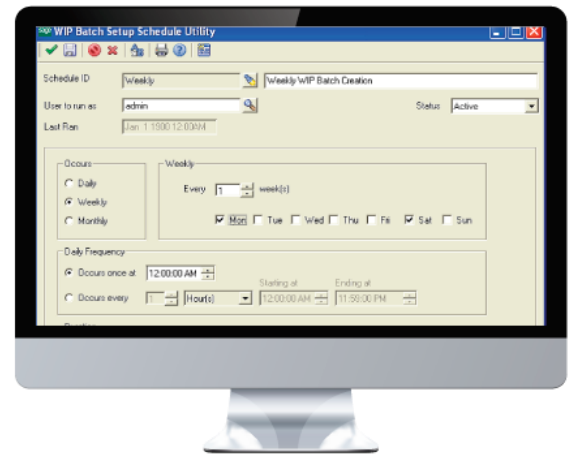 sage WIP Batch Setup Schedule Utility
Schedule ID Weekly Weekly WIP Batch Creation
User to run as admin Status Active
Last Ran Jan 1 1900 12:00AM
Occurs Weekly
Daily Every 1 week(s)
Weekly
Monthly Mon Tue Wed Thu Fri Sat Sun
Daily Frequency
Occurs once at 12:00:00 AM
Starting at Ending at
Occurs every 1 Hour(s) 12:00:00 AM 11:59:00 PM